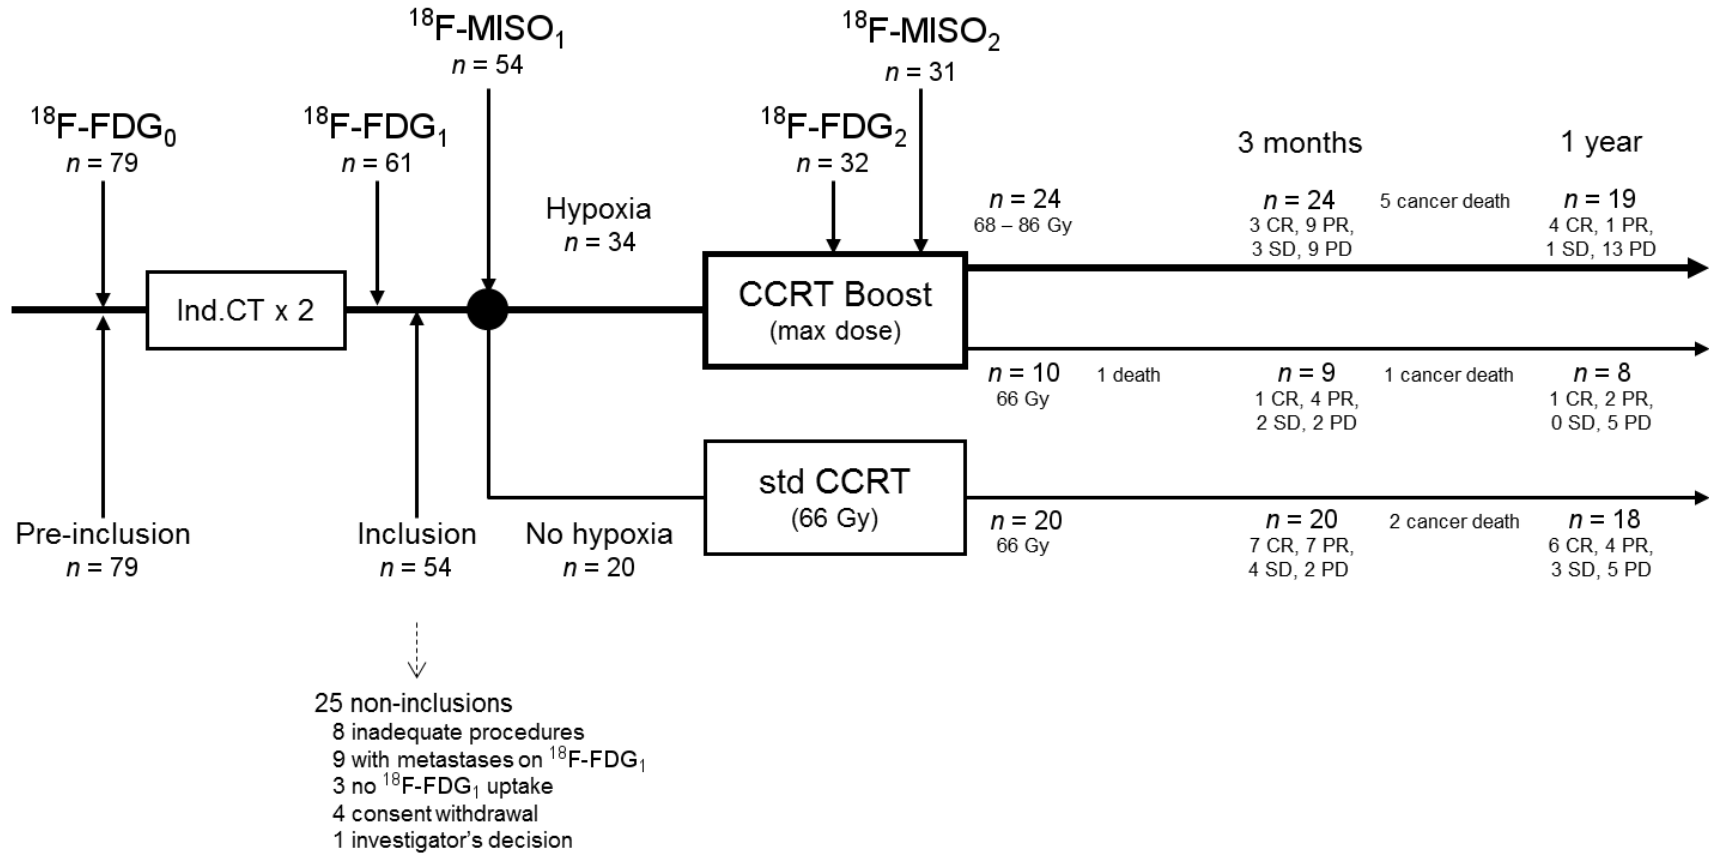 ¹⁸F-MISO₁
n = 54
¹⁸F-MISO₂
n = 31
¹⁸F-FDG₀
n = 79
¹⁸F-FDG₁
n = 61
¹⁸F-FDG₂
n = 32
3 months
1 year
Hypoxia
n = 34
n = 24
68 – 86 Gy
n = 24
3 CR, 9 PR,
3 SD, 9 PD
5 cancer death
n = 19
4 CR, 1 PR,
1 SD, 13 PD
Ind.CT x 2
CCRT Boost
(max dose)
n = 10
66 Gy
1 death
n = 9
1 CR, 4 PR,
2 SD, 2 PD
1 cancer death
n = 8
1 CR, 2 PR,
0 SD, 5 PD
std CCRT
(66 Gy)
Pre-inclusion
n = 79
Inclusion
n = 54
No hypoxia
n = 20
n = 20
66 Gy
n = 20
7 CR, 7 PR,
4 SD, 2 PD
2 cancer death
n = 18
6 CR, 4 PR,
3 SD, 5 PD
25 non-inclusions
8 inadequate procedures
9 with metastases on ¹⁸F-FDG₁
3 no ¹⁸F-FDG₁ uptake
4 consent withdrawal
1 investigator's decision